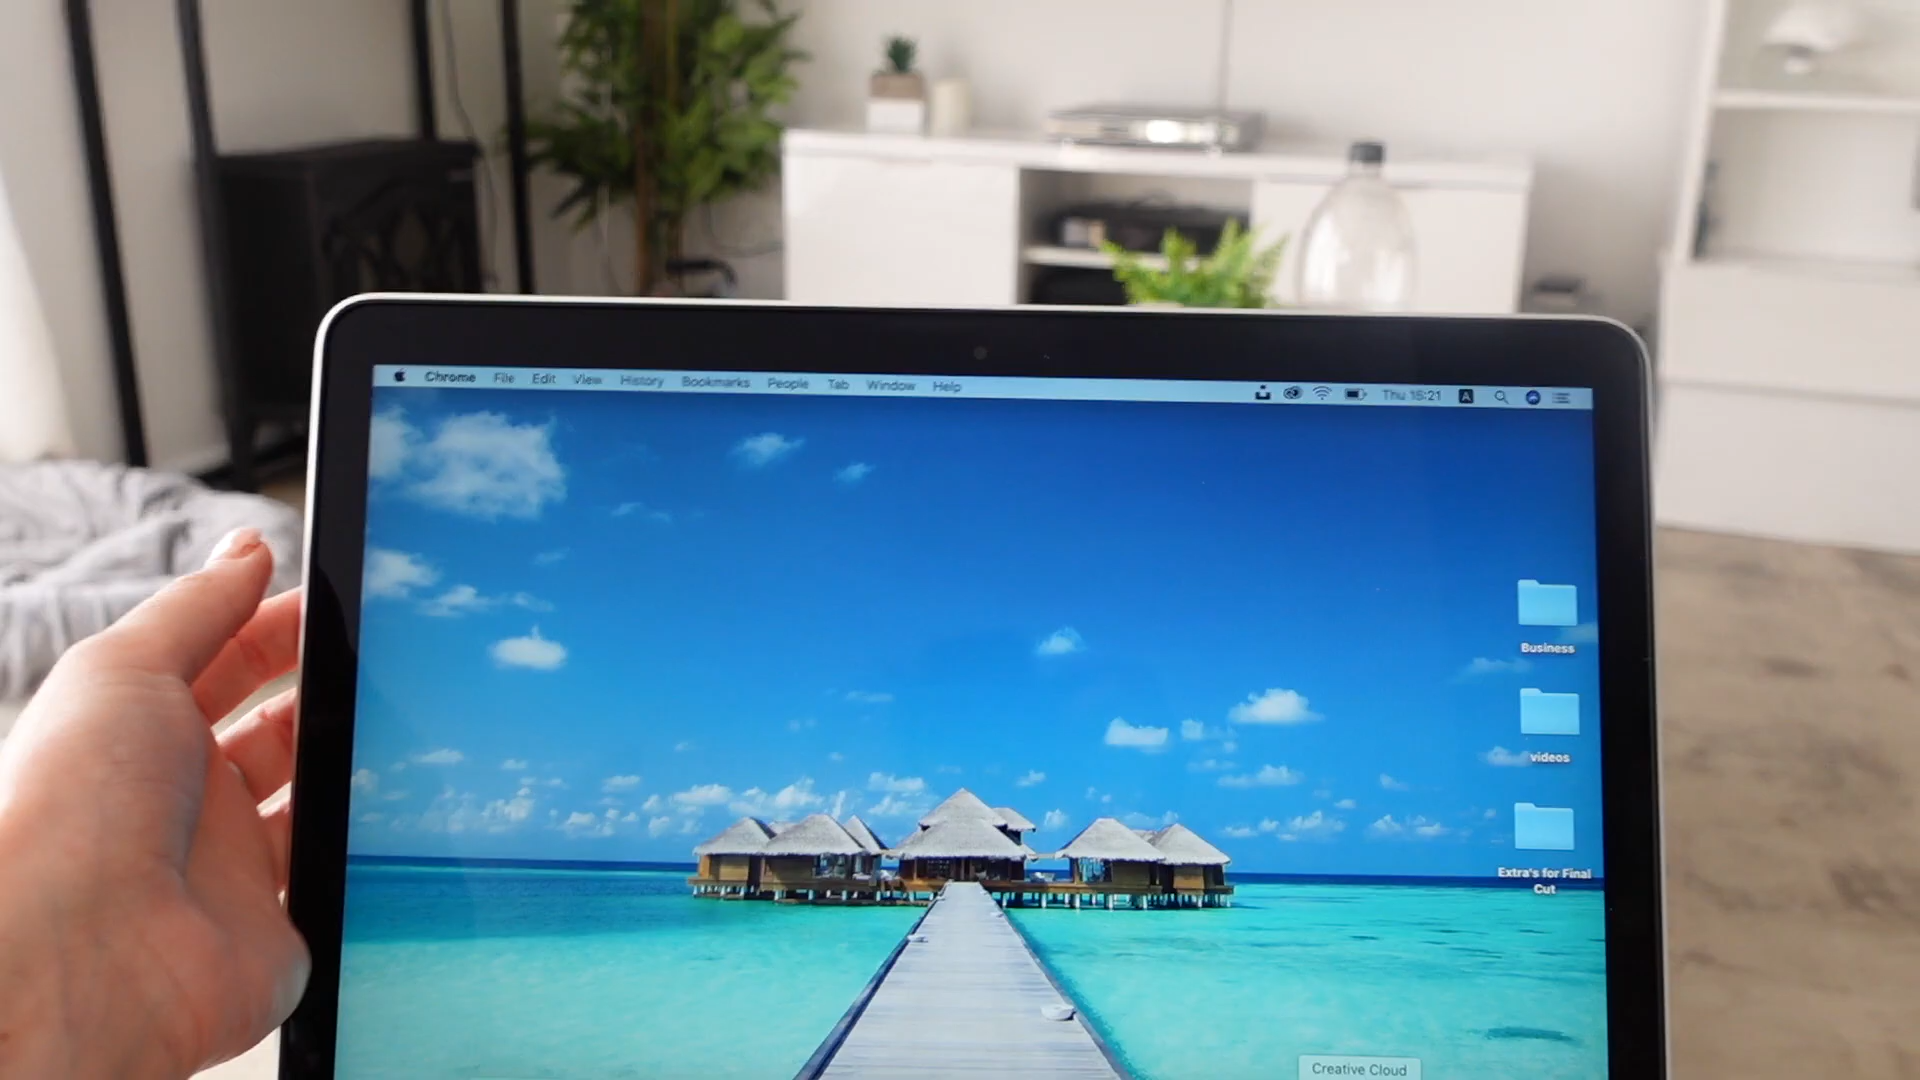 Chrome File Edit View History Bookmarks People Tab Window Help Thu 15:21 A
Business
videos
Extra's for Final
Cut
Creative Cloud